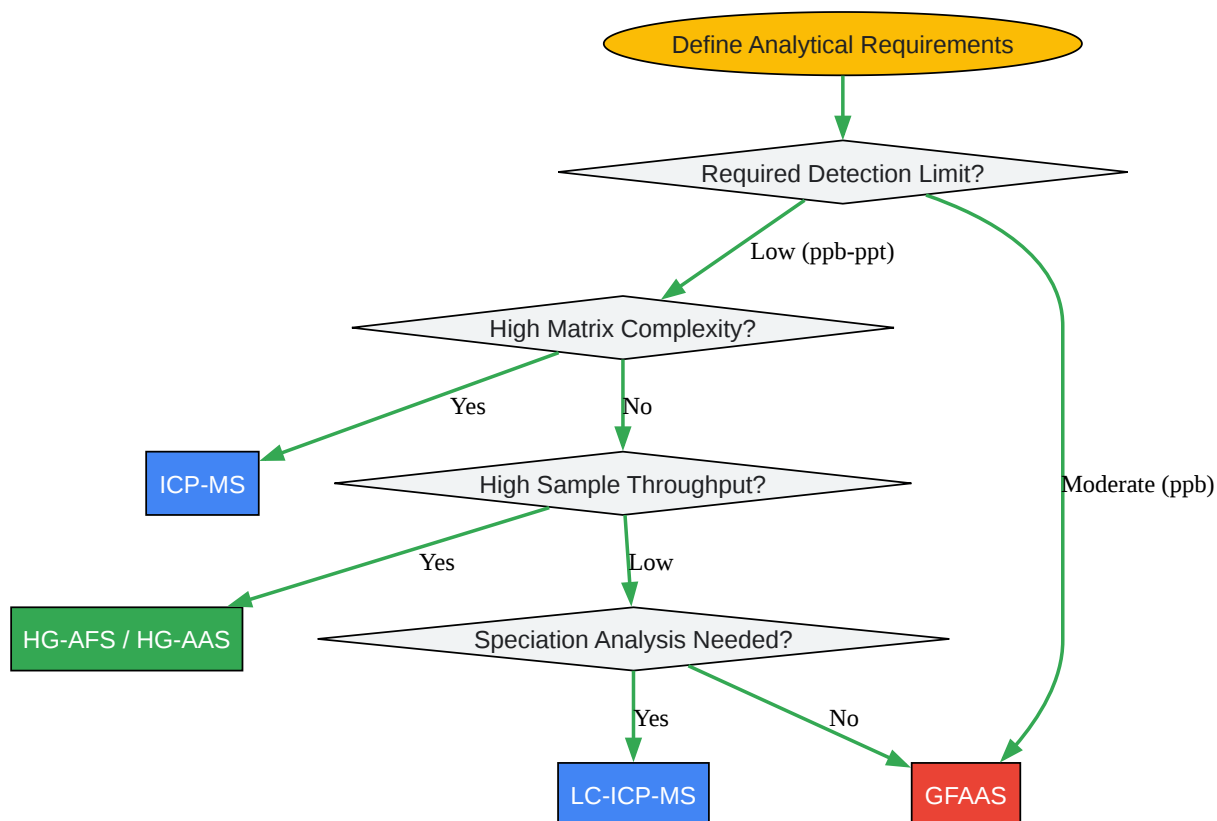 Define Analytical Requirements
Required Detection Limit?
Low (ppb-ppt)
High Matrix Complexity?
Yes
No
ICP-MS
High Sample Throughput?
Moderate (ppb)
Yes
Low
HG-AFS / HG-AAS
Speciation Analysis Needed?
Yes
No
LC-ICP-MS
GFAAS